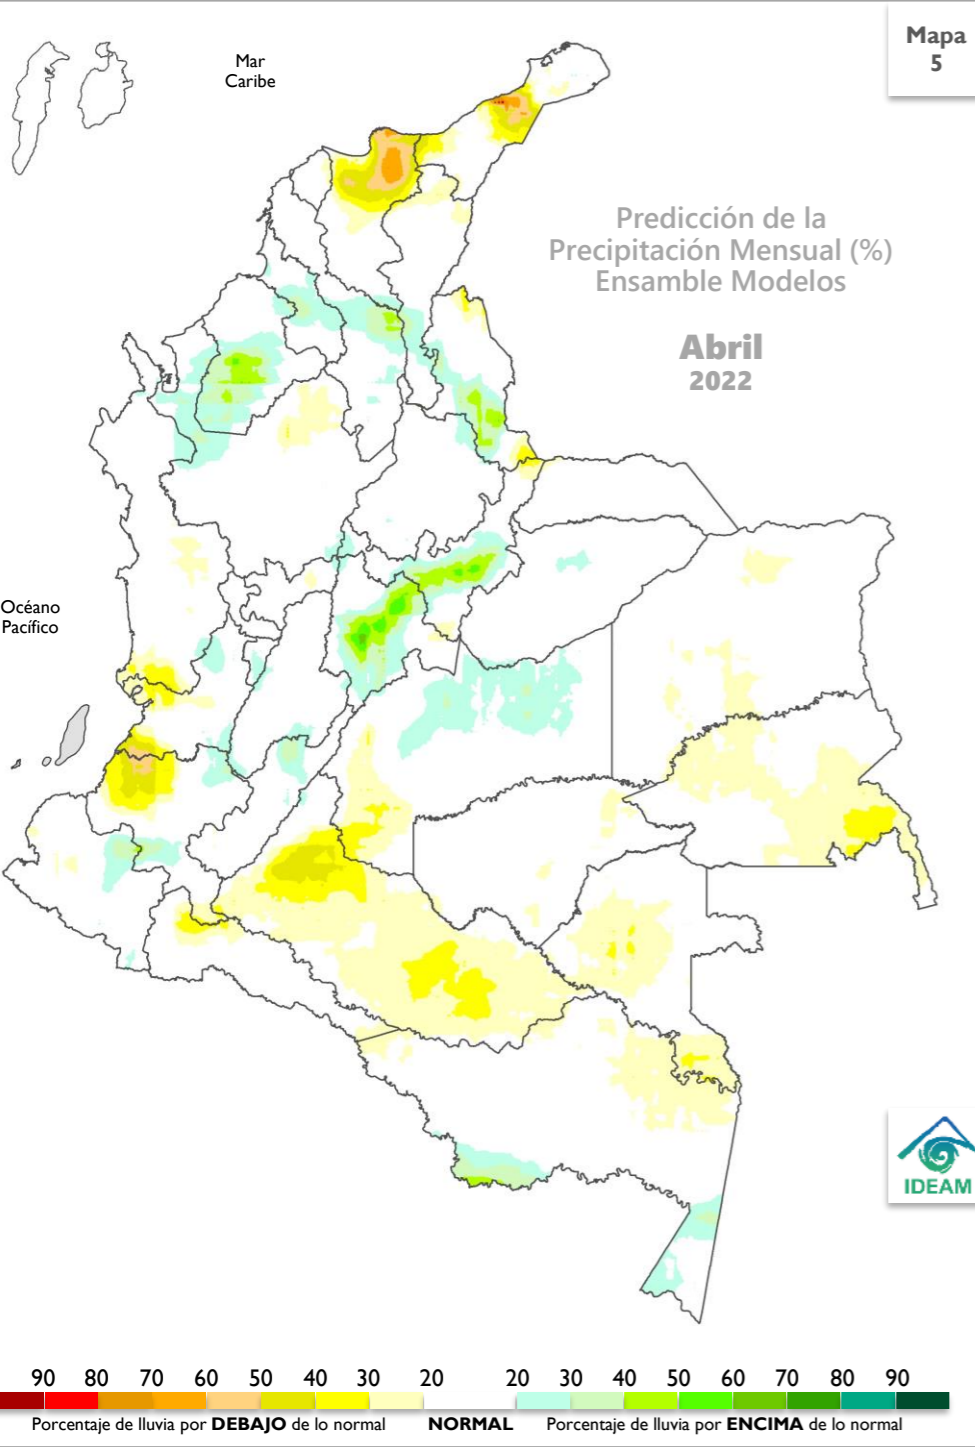 Mapa
5
Mar
Caribe
Predicción de la
Precipitación Mensual (%)
Ensamble Modelos
Abril
2022
Océano
Pacífico
IDEAM
90 80 70 60 50 40 30 20 20 30 40 50 60 70 80 90
Porcentaje de lluvia por DEBAJO de lo normal NORMAL Porcentaje de lluvia por ENCIMA de lo normal